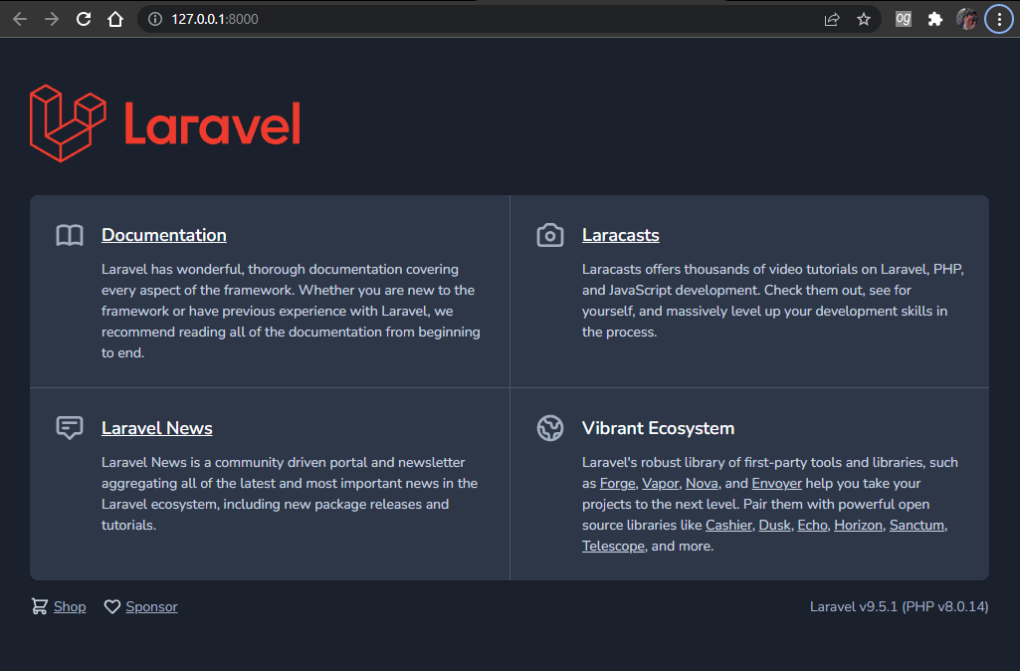 127.0.0.1:8000
og
Laravel
Documentation
Laravel has wonderful, thorough documentation covering
every aspect of the framework. Whether you are new to the
framework or have previous experience with Laravel, we
recommend reading all of the documentation from beginning
to end.
Laracasts
Laracasts offers thousands of video tutorials on Laravel, PHP,
and JavaScript development. Check them out, see for
yourself, and massively level up your development skills in
the process.
Laravel News
Laravel News is a community driven portal and newsletter
aggregating all of the latest and most important news in the
Laravel ecosystem, including new package releases and
tutorials.
Vibrant Ecosystem
Laravel's robust library of first-party tools and libraries, such
as Forge, Vapor, Nova, and Envoyer help you take your
projects to the next level. Pair them with powerful open
source libraries like Cashier, Dusk, Echo, Horizon, Sanctum,
Telescope, and more.
Shop Sponsor
Laravel v9.5.1 (PHP v8.0.14)